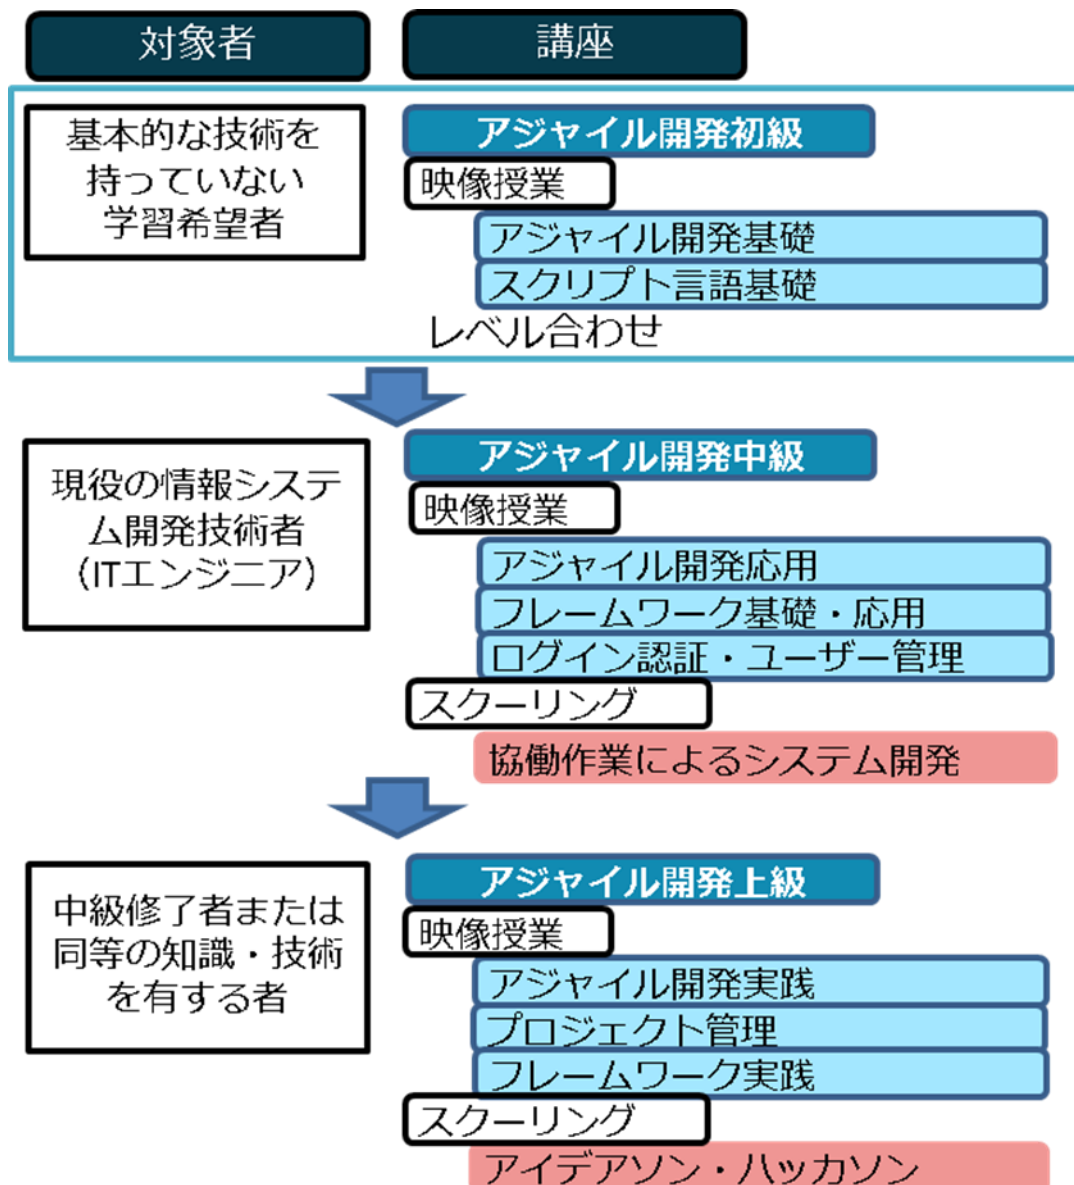 対象者
講座
基本的な技術を
持っていない
学習希望者
アジャイル開発初級
映像授業
アジャイル開発基礎
スクリプト言語基礎
レベル合わせ
現役の情報システ
ム開発技術者
(ITエンジニア)
アジャイル開発中級
映像授業
アジャイル開発応用
フレームワーク基礎・応用
ログイン認証・ユーザー管理
スクーリング
協働作業によるシステム開発
中級修了者または
同等の知識・技術
を有する者
アジャイル開発上級
映像授業
アジャイル開発実践
プロジェクト管理
フレームワーク実践
スクーリング
アイデアソン・ハッカソン